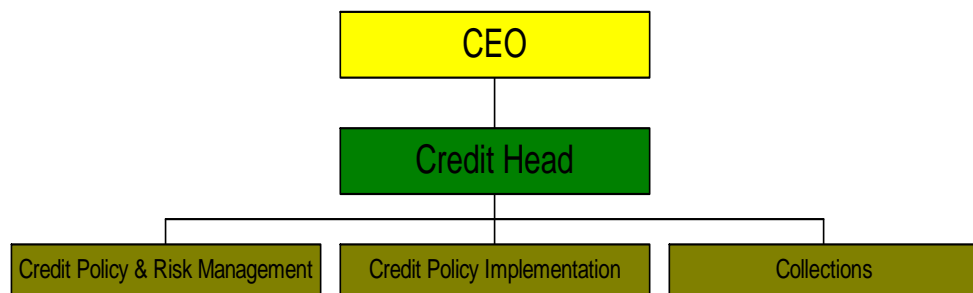 CEO
Credit Head
Credit Policy & Risk Management
Credit Policy Implementation
Collections